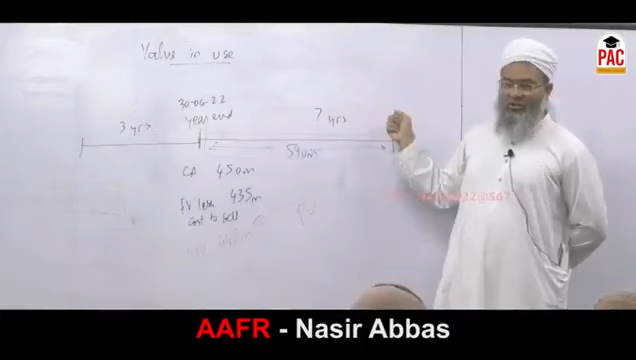 PAC
Value in use
30-06-22
3 yrs
year end
7 yrs
590m
CA 450m
FV less 435m
cost to sell
AAFR - Nasir Abbas